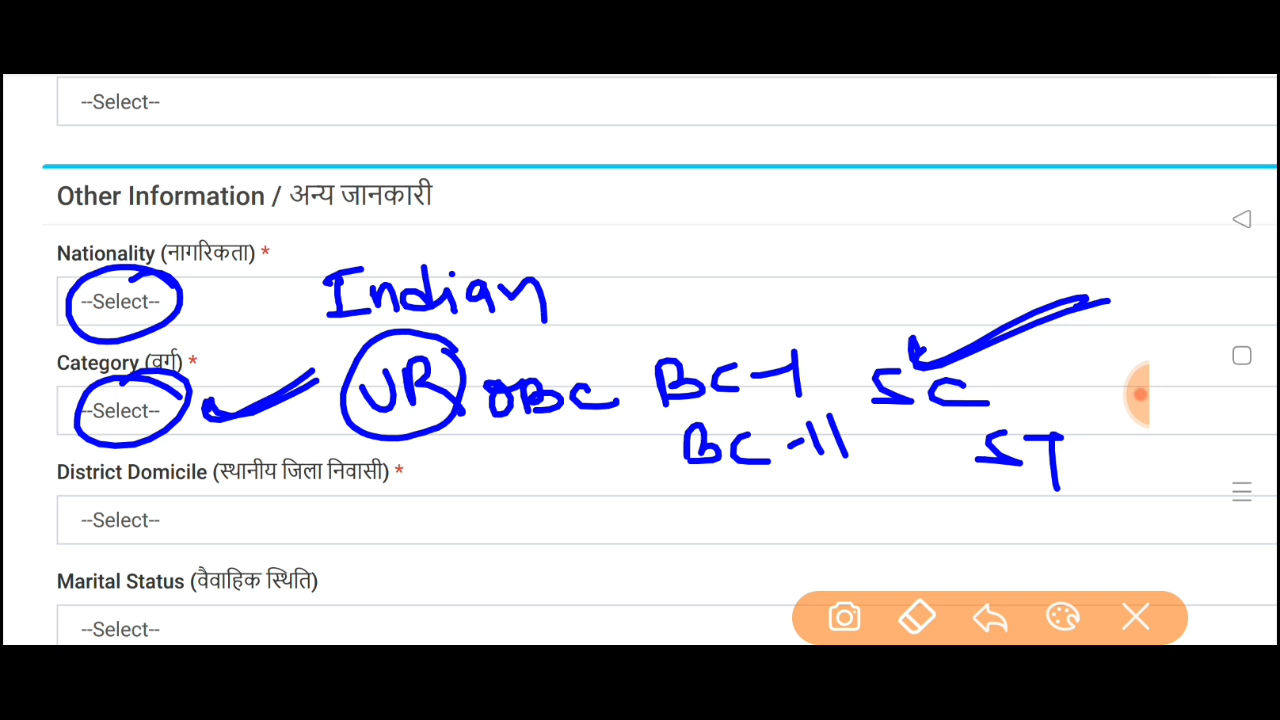 --Select--
Other Information / अन्य जानकारी
Nationality (नागरिकता) *
--Select-- Indian
Category (वर्ग) *
--Select-- UR OBC BC-1 SC
BC-11 ST
District Domicile (स्थानीय जिला निवासी) *
--Select--
Marital Status (वैवाहिक स्थिति)
--Select--